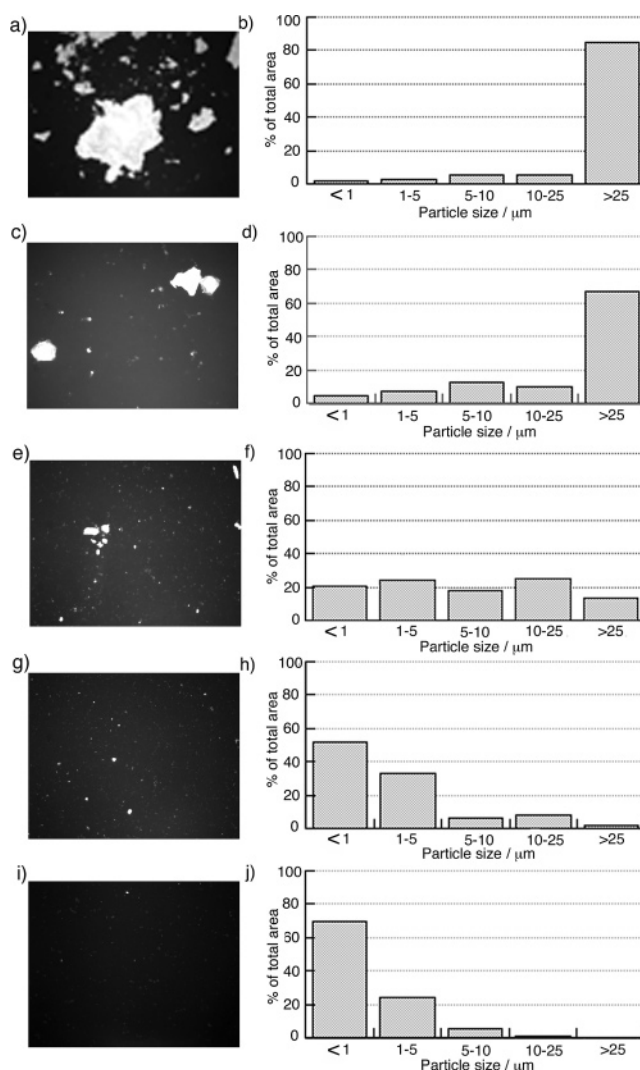 a)
b)
100
80
60
40
20
0
% of total area
<1 1-5 5-10 10-25 >25
Particle size / μm
c)
d)
100
80
60
40
20
0
% of total area
<1 1-5 5-10 10-25 >25
Particle size / μm
e)
f)
100
80
60
40
20
0
% of total area
<1 1-5 5-10 10-25 >25
Particle size / μm
g)
h)
100
80
60
40
20
0
% of total area
<1 1-5 5-10 10-25 >25
Particle size / μm
i)
j)
100
80
60
40
20
0
% of total area
<1 1-5 5-10 10-25 >25
Particle size / μm